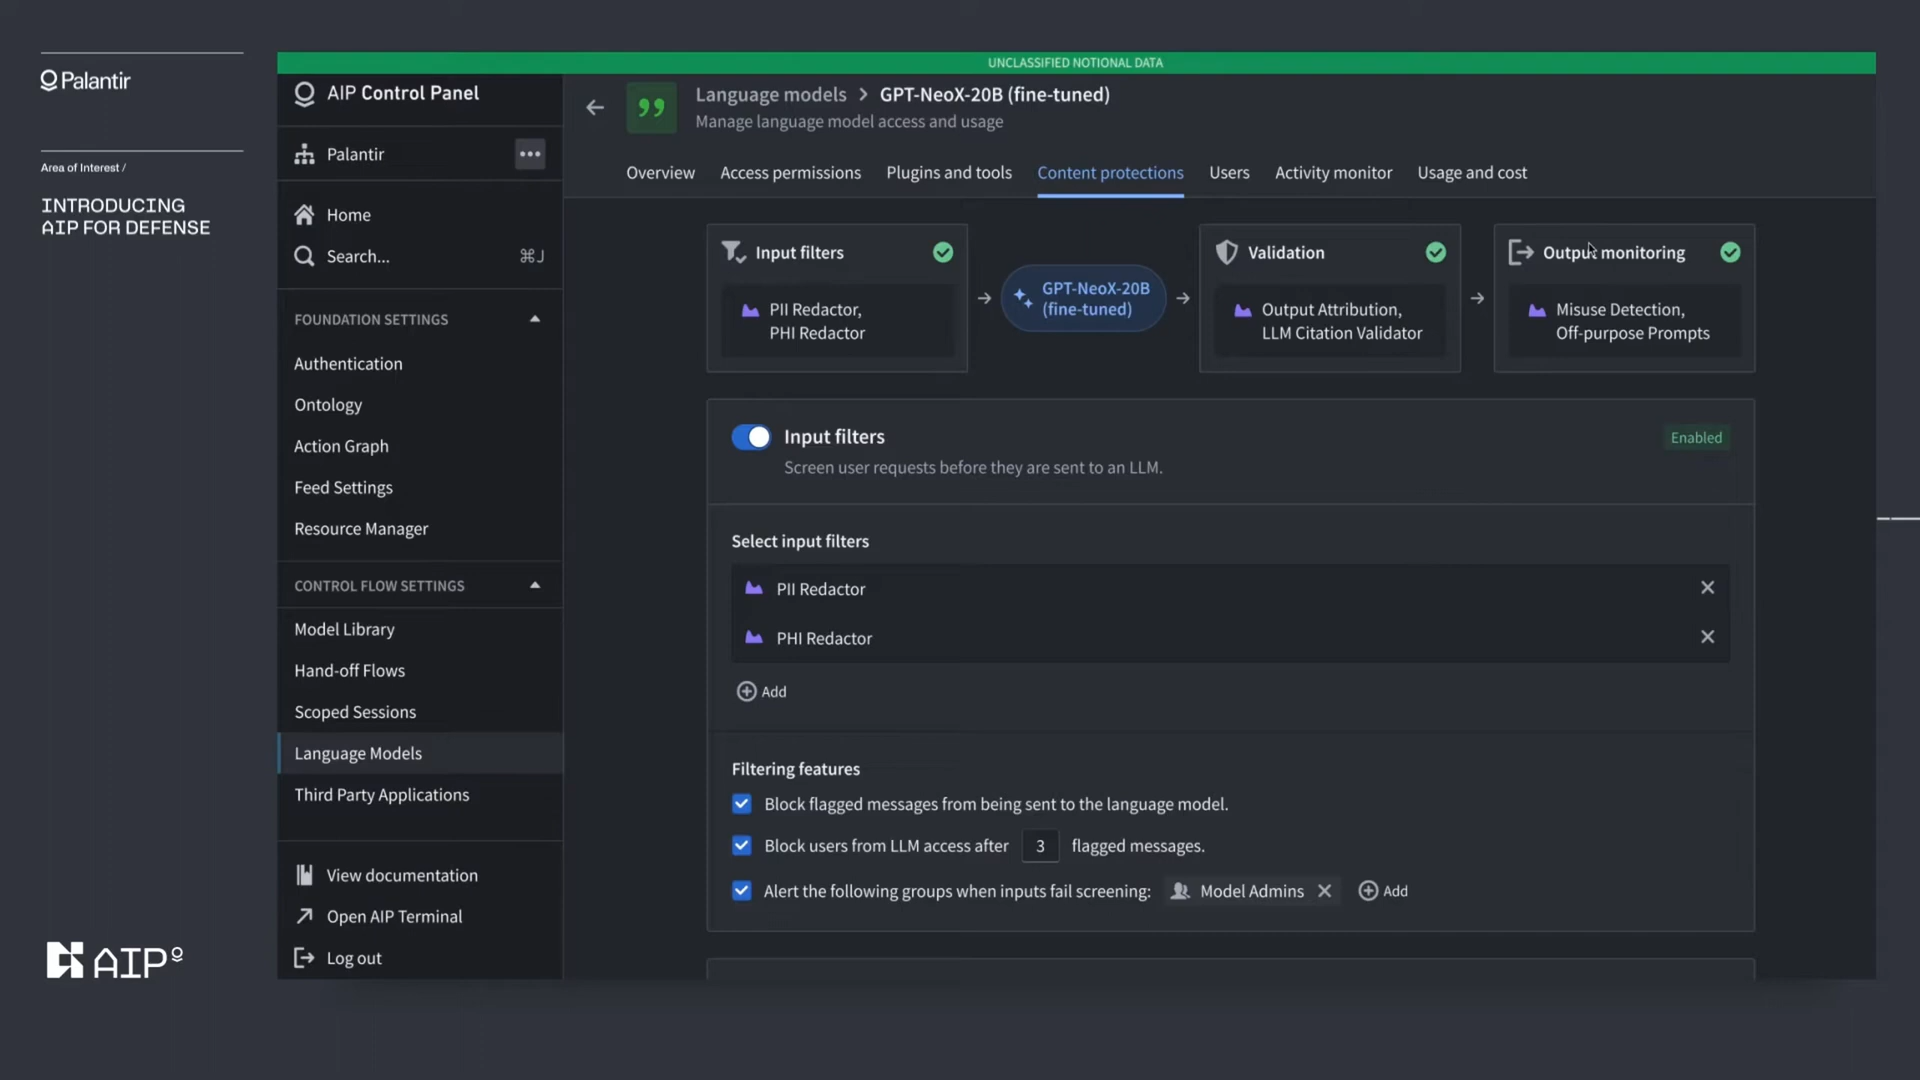 Palantir
Area of Interest /
INTRODUCING
AIP FOR DEFENSE
AIP
UNCLASSIFIED NOTIONAL DATA
AIP Control Panel
Palantir
Home
Search... ⌘J
FOUNDATION SETTINGS
Authentication
Ontology
Action Graph
Feed Settings
Resource Manager
CONTROL FLOW SETTINGS
Model Library
Hand-off Flows
Scoped Sessions
Language Models
Third Party Applications
View documentation
Open AIP Terminal
Log out
Language models > GPT-NeoX-20B (fine-tuned)
Manage language model access and usage
Overview Access permissions Plugins and tools Content protections Users Activity monitor Usage and cost
Input filters
PII Redactor,
PHI Redactor
GPT-NeoX-20B
(fine-tuned)
Validation
Output Attribution,
LLM Citation Validator
Output monitoring
Misuse Detection,
Off-purpose Prompts
Input filters
Enabled
Screen user requests before they are sent to an LLM.
Select input filters
PII Redactor
PHI Redactor
Add
Filtering features
Block flagged messages from being sent to the language model.
Block users from LLM access after 3 flagged messages.
Alert the following groups when inputs fail screening: Model Admins Add